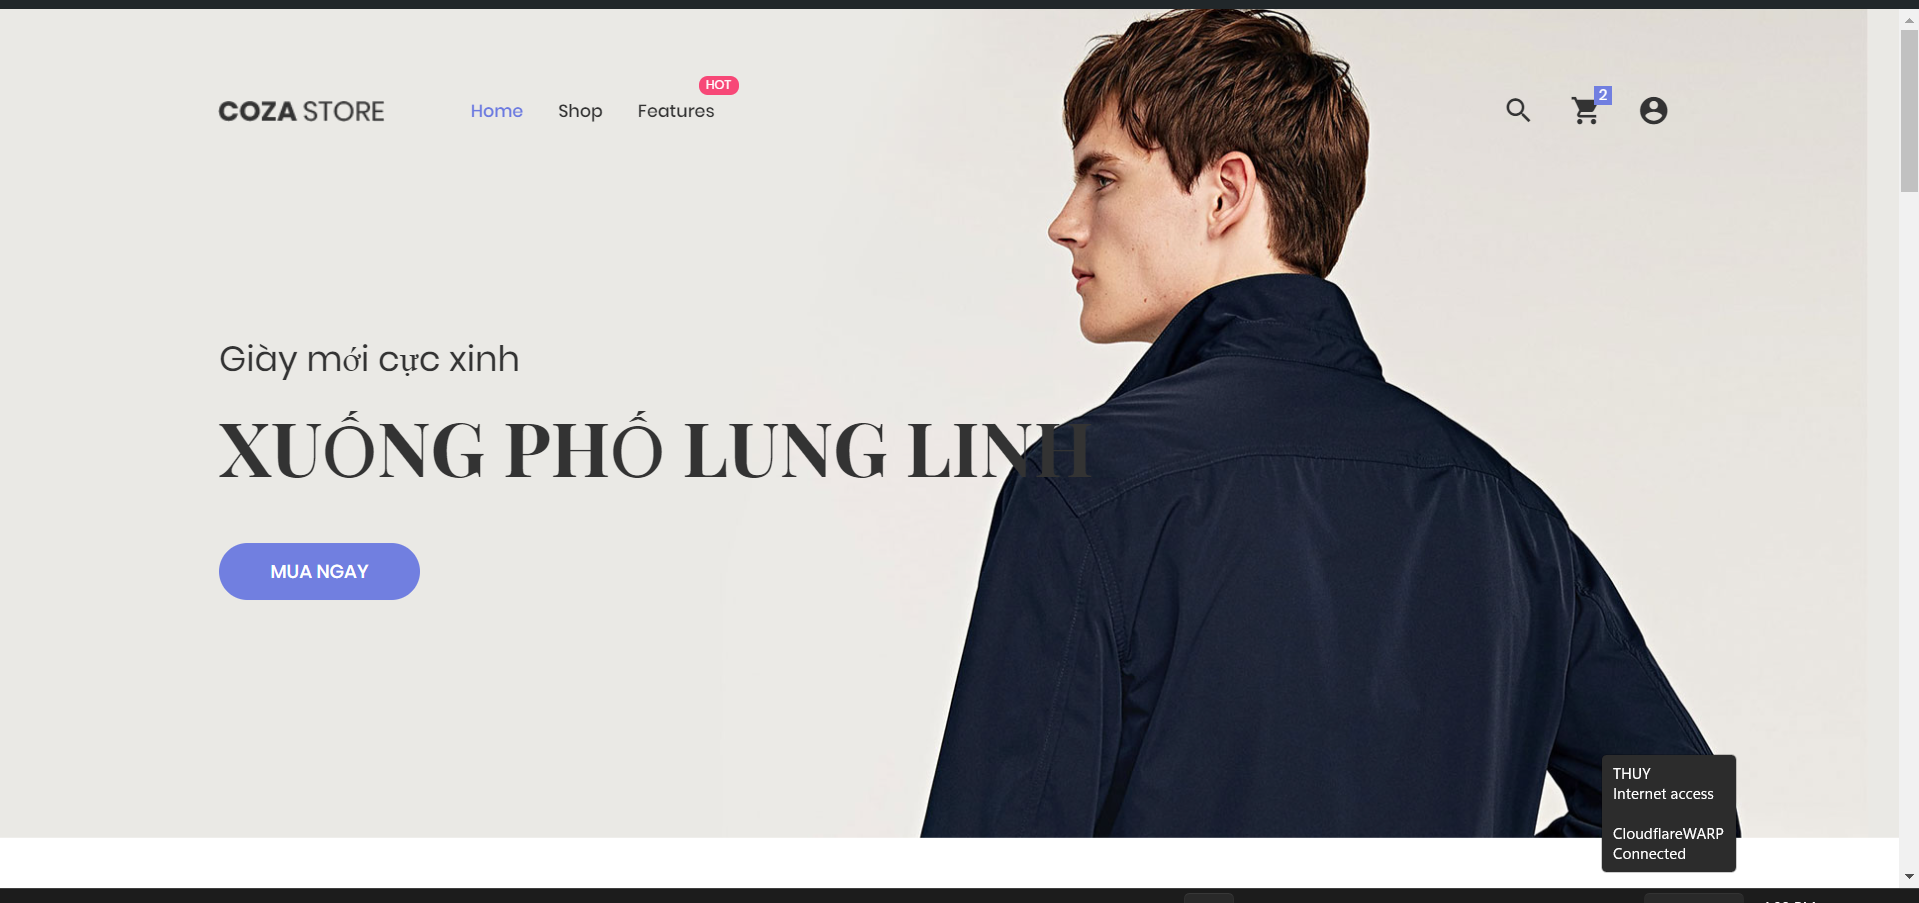 HOT
COZA STORE
Home
Shop
Features
2
Giày mới cực xinh
XUỐNG PHỐ LUNG LINH
MUA NGAY
THUY
Internet access
CloudflareWARP
Connected